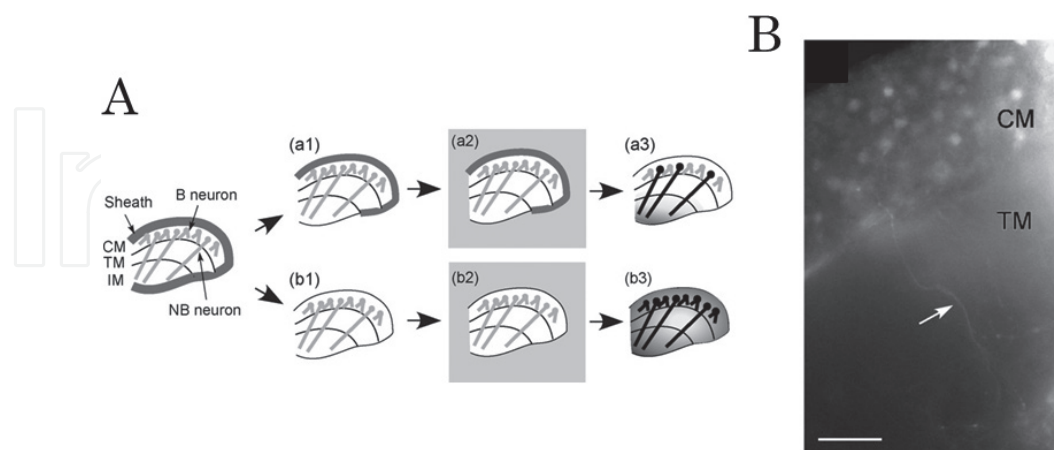 A
B
(a1)
(a2)
(a3)
B neuron
Sheath
CM
TM
IM
NB neuron
(b1)
(b2)
(b3)
CM
TM